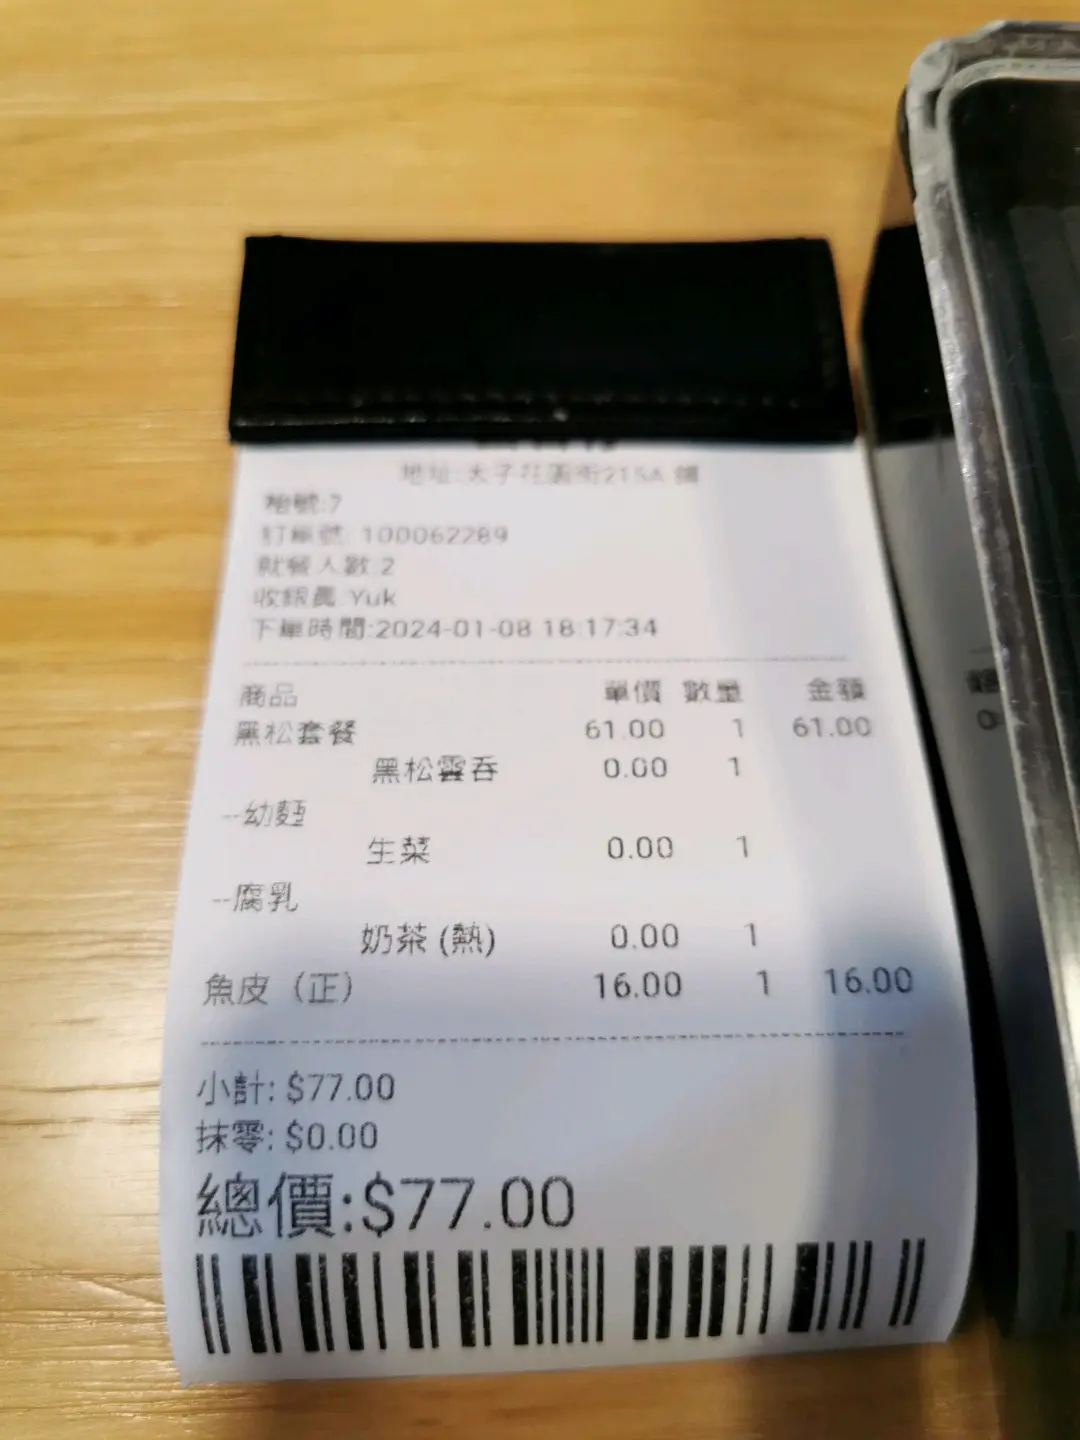 地址:太子花園街215A 舖
枱號:7
訂單號: 100062289
就餐人數:2
收銀員:Yuk
下單時間:2024-01-08 18:17:34
商品 單價 數量 金額
黑松套餐 61.00 1 61.00
黑松雲吞 0.00 1
--幼麵
生菜 0.00 1
--腐乳
奶茶 (熱) 0.00 1
魚皮（正） 16.00 1 16.00
小計: $77.00
抹零: $0.00
總價:$77.00